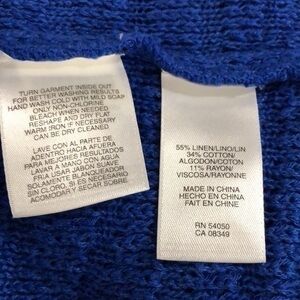 TURN GARMENT INSIDE OUT
FOR BETTER WASHING RESULTS
HAND WASH COLD WITH MILD SOAP
ONLY NON-CHLORINE
BLEACH WHEN NEEDED
RESHAPE AND DRY FLAT
WARM IRON IF NECESSARY
CAN BE DRY CLEANED
LAVE CON AL PARTE DE
ADENTRO HACIA AFUERA
PARA MEJORES RESULTADOS
LAVAR A MANO CON AGUA
FRIA USAR JABON SUAVE
SOLAMENTE BLANQUEADOR
SIN CLORO, SI ES NECESARIO
ACOMODAR Y SECAR SOBRE
55% LINEN/LINO/LIN
34% COTTON/
ALGODON/COTON
11% RAYON/
VISCOSA/RAYONNE
MADE IN CHINA
HECHO EN CHINA
FAIT EN CHINE
RN 54050
CA 08349